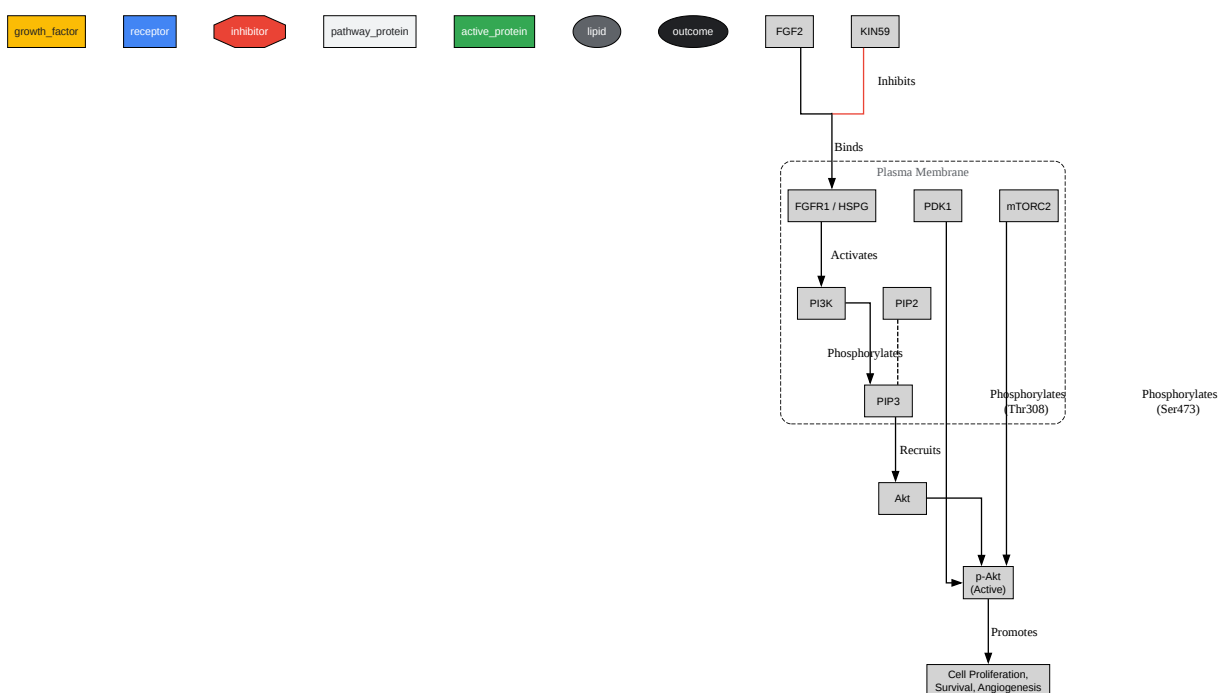 growth_factor
receptor
inhibitor
pathway_protein
active_protein
lipid
outcome
FGF2
KIN59
Inhibits
Binds
Plasma Membrane
FGFR1 / HSPG
PDK1
mTORC2
Activates
PI3K
PIP2
Phosphorylates
PIP3
Phosphorylates
(Thr308)
Phosphorylates
(Ser473)
Recruits
Akt
p-Akt
(Active)
Promotes
Cell Proliferation,
Survival, Angiogenesis